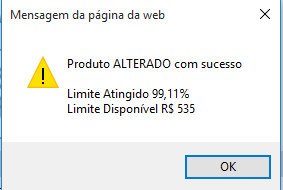 Mensagem da página da web
Produto ALTERADO com sucesso
Limite Atingido 99,11%
Limite Disponível R$ 535
OK